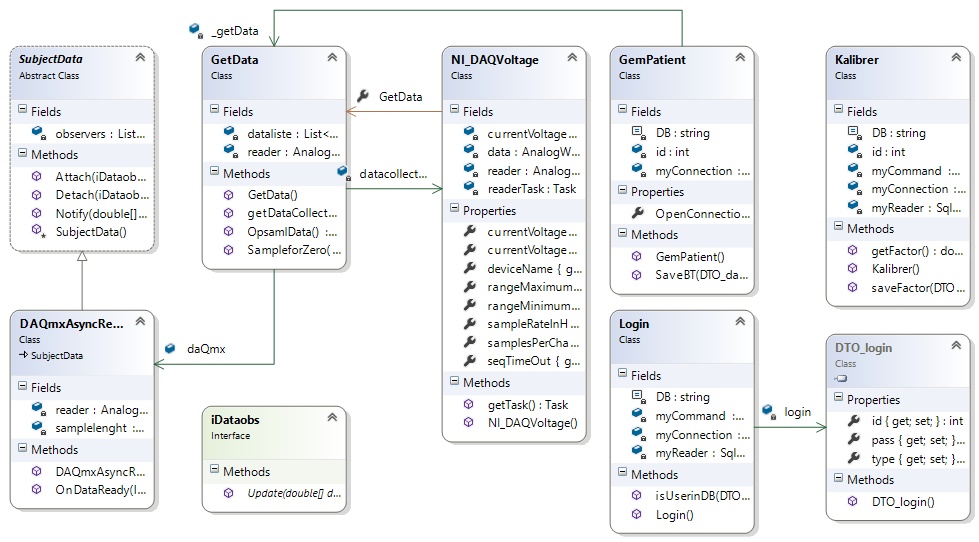 _getData
SubjectData
Abstract Class
Fields
observers : List...
Methods
Attach(iDataob...
Detach(iDataobs...
Notify(double[]...
SubjectData()
GetData
Class
Fields
dataliste : List<...
reader : Analog...
Methods
GetData()
getDataCollect...
OpsamlData() :...
SampleforZero(...
GetData
datacollect...
NI_DAQVoltage
Class
Fields
currentVoltage...
data : AnalogW...
reader : Analog...
readerTask : Task
Properties
currentVoltage...
currentVoltage...
deviceName { g...
rangeMaximum...
rangeMinimum...
sampleRateInH...
samplesPerCha...
seqTimeOut { g...
Methods
getTask() : Task
NI_DAQVoltage()
GemPatient
Class
Fields
DB : string
id : int
myConnection :...
Properties
OpenConnectio...
Methods
GemPatient()
SaveBT(DTO_da...
Kalibrer
Class
Fields
DB : string
id : int
myCommand :...
myConnection :...
myReader : Sql...
Methods
getFactor() : do...
Kalibrer()
saveFactor(DTO...
DAQmxAsyncRe...
Class
SubjectData
Fields
reader : Analog...
samplelenght :...
Methods
DAQmxAsyncR...
OnDataReady(I...
daQmx
iDataobs
Interface
Methods
Update(double[] d...
Login
Class
Fields
DB : string
myCommand :...
myConnection :...
myReader : Sql...
Methods
isUserinDB(DTO...
Login()
login
DTO_login
Class
Properties
id { get; set; } : int
pass { get; set; }...
type { get; set; }...
Methods
DTO_login()